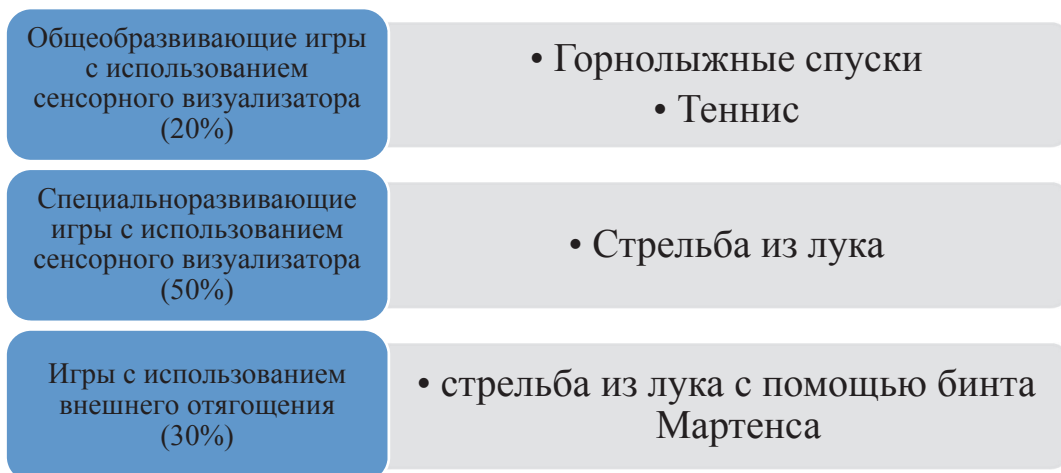 Общеобразвивающие игры
с использованием
сенсорного визуализатора
(20%)
• Горнолыжные спуски
• Теннис
Специальноразвивающие
игры с использованием
сенсорного визуализатора
(50%)
• Стрельба из лука
Игры с использованием
внешнего отягощения
(30%)
• стрельба из лука с помощью бинта
Мартенса